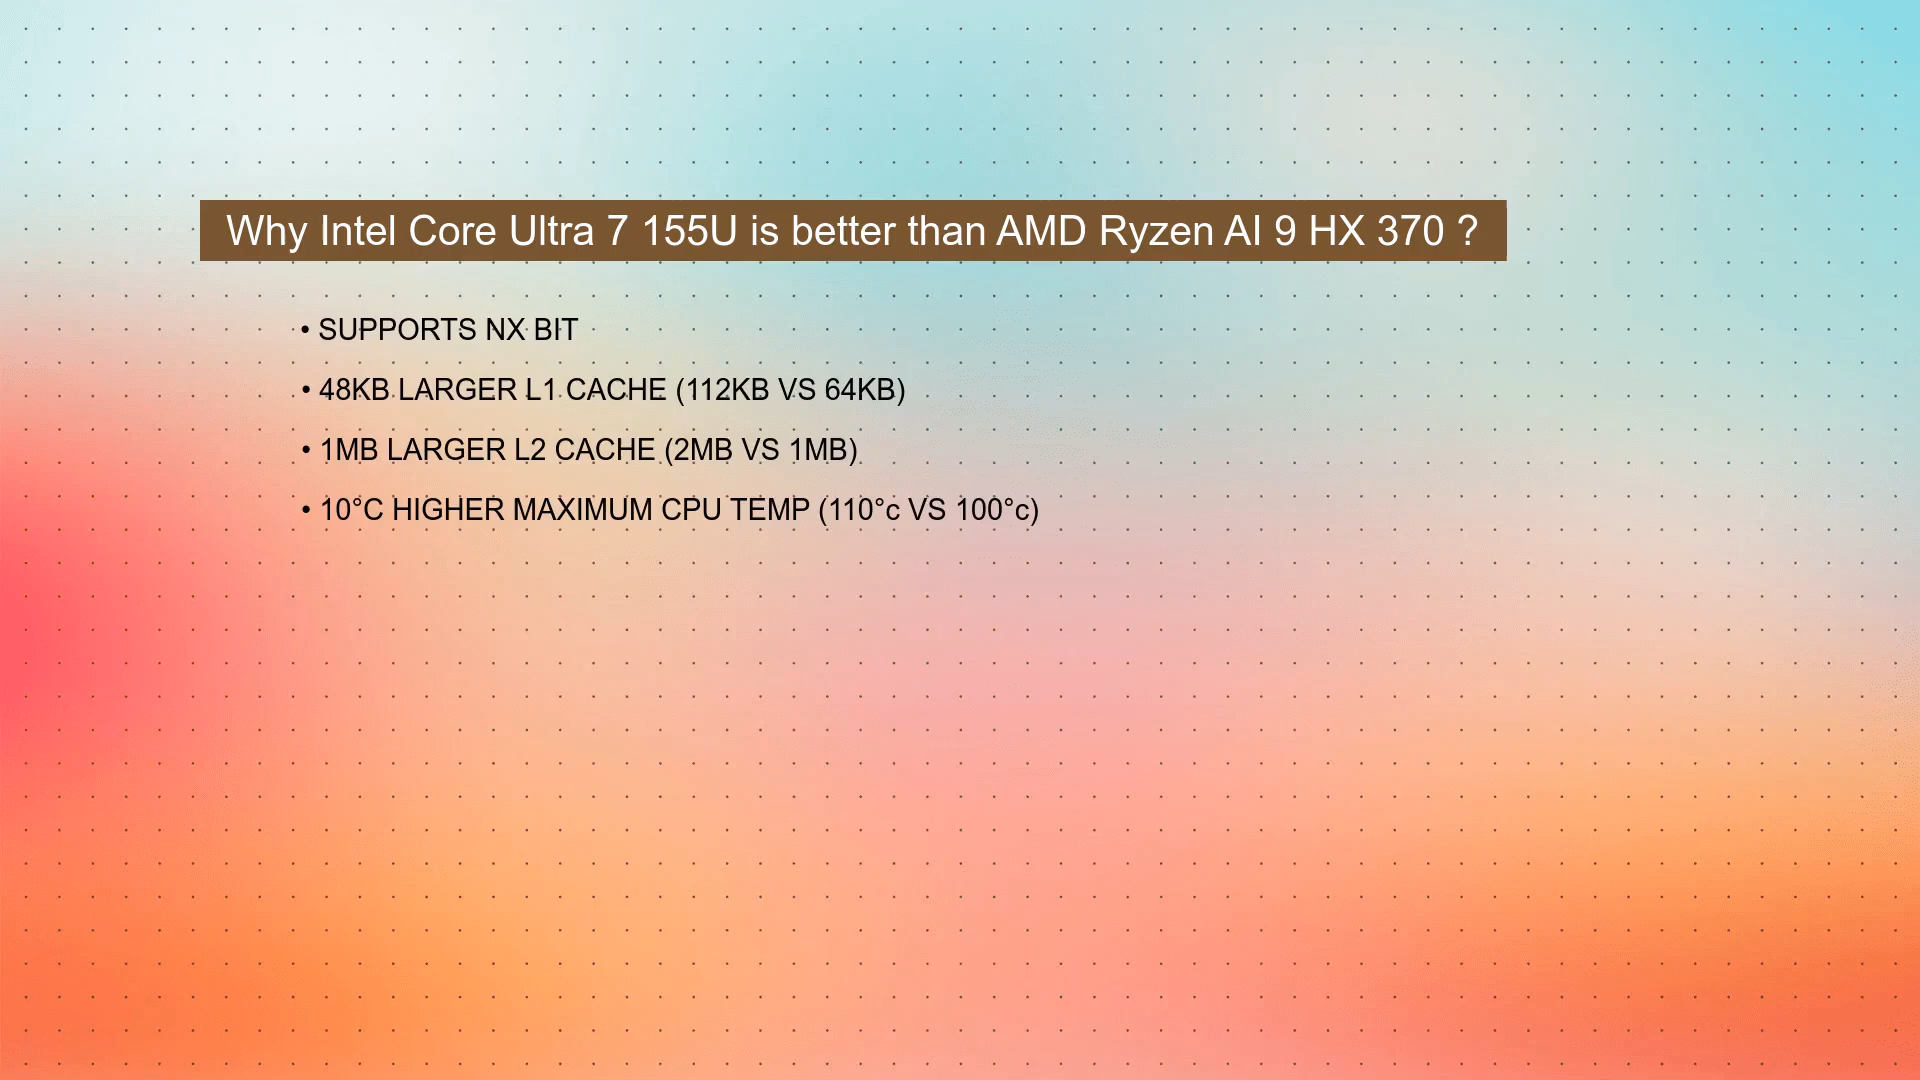 Why Intel Core Ultra 7 155U is better than AMD Ryzen AI 9 HX 370 ?
• SUPPORTS NX BIT
• 48KB LARGER L1 CACHE (112KB VS 64KB)
• 1MB LARGER L2 CACHE (2MB VS 1MB)
• 10°C HIGHER MAXIMUM CPU TEMP (110°c VS 100°c)